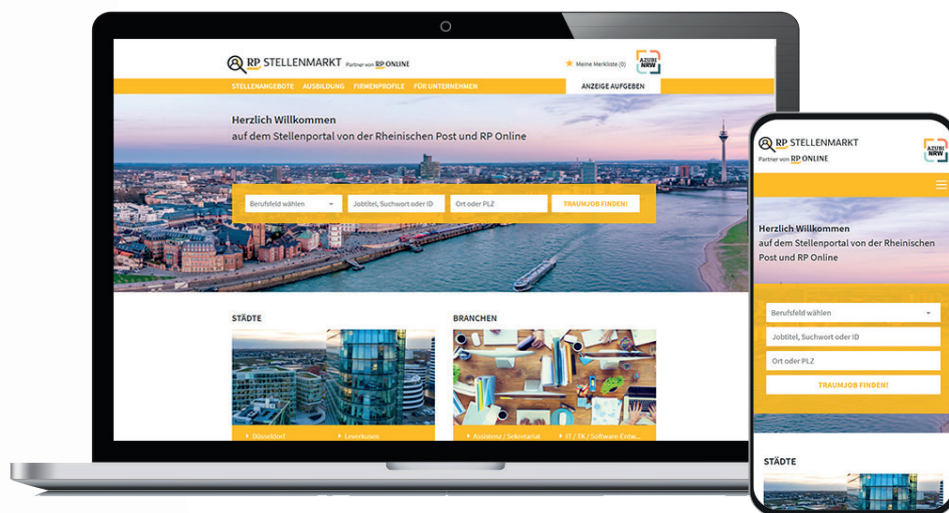 RP STELLENMARKT Partner von RP ONLINE
Meine Merkliste (0)
AZUBI
NRW
STELLENANGEBOTE AUSBILDUNG FIRMENPROFILE FÜR UNTERNEHMEN
ANZEIGE AUFGEBEN
Herzlich Willkommen
auf dem Stellenportal von der Rheinischen Post und RP Online
Berufsfeld wählen
Jobtitel, Suchwort oder ID
Ort oder PLZ
TRAUMJOB FINDEN!
STÄDTE
BRANCHEN
Düsseldorf
Leverkusen
Assistenz / Sekretariat
IT / TK / Software-Entw...
RP STELLENMARKT
Partner von RP ONLINE
AZUBI
NRW
Herzlich Willkommen
auf dem Stellenportal von der Rheinischen
Post und RP Online
Berufsfeld wählen
Jobtitel, Suchwort oder ID
Ort oder PLZ
TRAUMJOB FINDEN!
STÄDTE